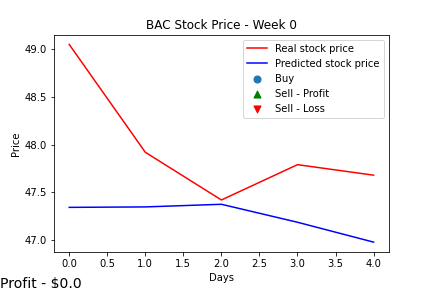 BAC Stock Price - Week 0
Real stock price
Predicted stock price
Buy
Sell - Profit
Sell - Loss
Price
49.0
48.5
48.0
47.5
47.0
0.0 0.5 1.0 1.5 2.0 2.5 3.0 3.5 4.0
Days
Profit - $0.0